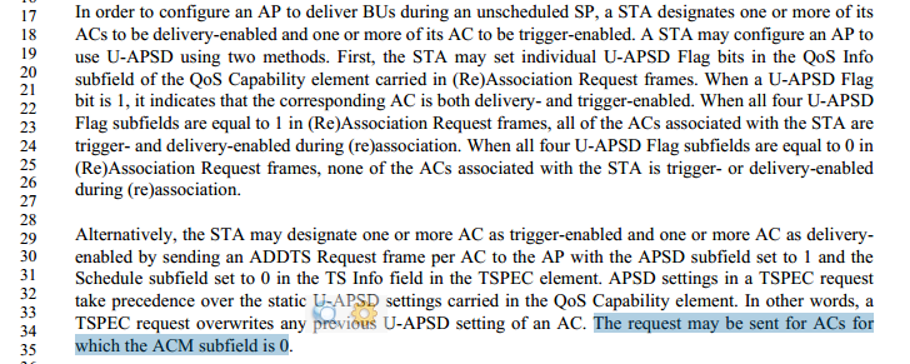 17 In order to configure an AP to deliver BUs during an unscheduled SP, a STA designates one or more of its
18 ACs to be delivery-enabled and one or more of its AC to be trigger-enabled. A STA may configure an AP to
19 use U-APSD using two methods. First, the STA may set individual U-APSD Flag bits in the QoS Info
20 subfield of the QoS Capability element carried in (Re)Association Request frames. When a U-APSD Flag
21 bit is 1, it indicates that the corresponding AC is both delivery- and trigger-enabled. When all four U-APSD
22 Flag subfields are equal to 1 in (Re)Association Request frames, all of the ACs associated with the STA are
23 trigger- and delivery-enabled during (re)association. When all four U-APSD Flag subfields are equal to 0 in
24 (Re)Association Request frames, none of the ACs associated with the STA is trigger- or delivery-enabled
25 during (re)association.
26
27
28
29 Alternatively, the STA may designate one or more AC as trigger-enabled and one or more AC as delivery-
30 enabled by sending an ADDTS Request frame per AC to the AP with the APSD subfield set to 1 and the
31 Schedule subfield set to 0 in the TS Info field in the TSPEC element. APSD settings in a TSPEC request
32 take precedence over the static U-APSD settings carried in the QoS Capability element. In other words, a
33 TSPEC request overwrites any previous U-APSD setting of an AC. The request may be sent for ACs for
34 which the ACM subfield is 0.
35